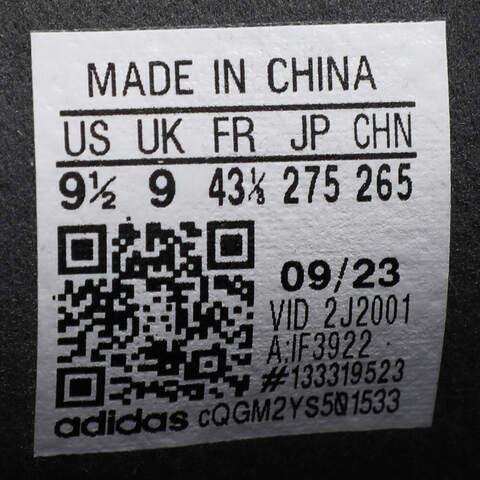 MADE IN CHINA
US UK FR JP CHN
9½ 9 43⅓ 275 265
09/23
VID 2J2001
A:IF3922
#133319523
adidas